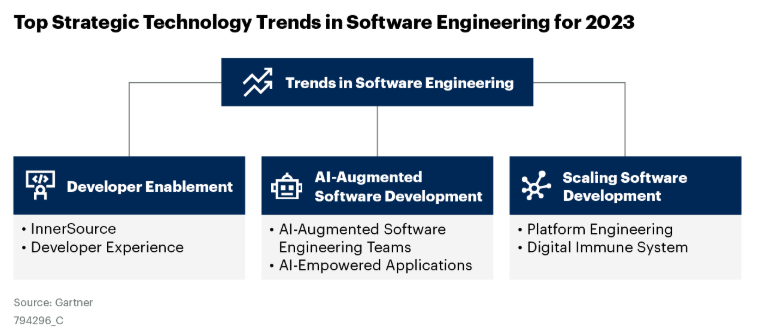 Top Strategic Technology Trends in Software Engineering for 2023
Trends in Software Engineering
Developer Enablement
• InnerSource
• Developer Experience
AI-Augmented
Software Development
• AI-Augmented Software
Engineering Teams
• AI-Empowered Applications
Scaling Software
Development
• Platform Engineering
• Digital Immune System
Source: Gartner
794296_C